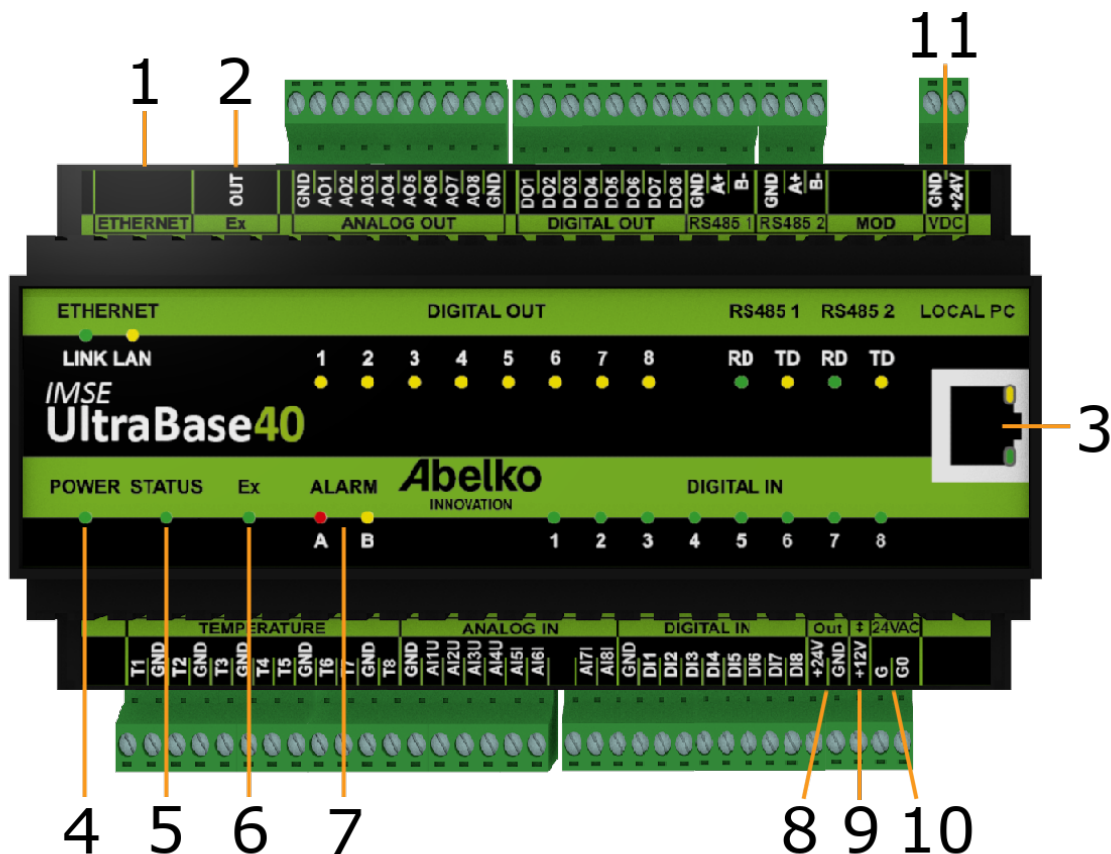 11
1 2
GND AO1 AO2 AO3 AO4 AO5 AO6 AO7 AO8 GND DO1 DO2 DO3 DO4 DO5 DO6 DO7 DO8 GND A+ B- GND A+ B- GND +24V
OUT
ETHERNET Ex ANALOG OUT DIGITAL OUT RS485 1 RS485 2 MOD VDC
ETHERNET DIGITAL OUT RS485 1 RS485 2 LOCAL PC
LINK LAN 1 2 3 4 5 6 7 8 RD TD RD TD
IMSE
UltraBase40
3
POWER STATUS Ex ALARM Abelko DIGITAL IN
INNOVATION
A B 1 2 3 4 5 6 7 8
TEMPERATURE ANALOG IN DIGITAL IN Out ↕ 24VAC
T1 GND T2 GND T3 GND T4 T5 GND T6 T7 GND T8 GND AI1U AI2U AI3U AI4U AI5I AI6I AI7I AI8I GND DI1 DI2 DI3 DI4 DI5 DI6 DI7 DI8 +24V GND +12V G G0
4 5 6 7 8 9 10